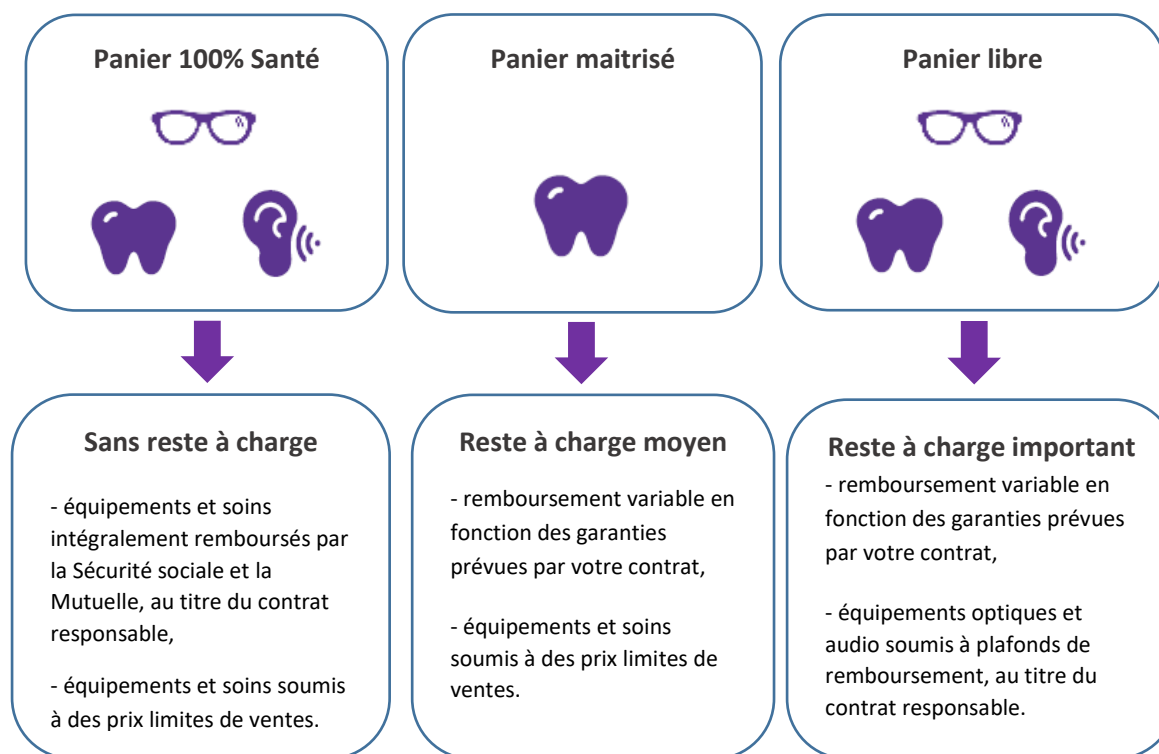 Panier 100% Santé
Panier maitrisé
Panier libre
Sans reste à charge
- équipements et soins
intégralement remboursés par
la Sécurité sociale et la
Mutuelle, au titre du contrat
responsable,
- équipements et soins soumis
à des prix limites de ventes.
Reste à charge moyen
- remboursement variable en
fonction des garanties
prévues par votre contrat,
- équipements et soins
soumis à des prix limites de
ventes.
Reste à charge important
- remboursement variable en
fonction des garanties prévues
par votre contrat,
- équipements optiques et
audio soumis à plafonds de
remboursement, au titre du
contrat responsable.